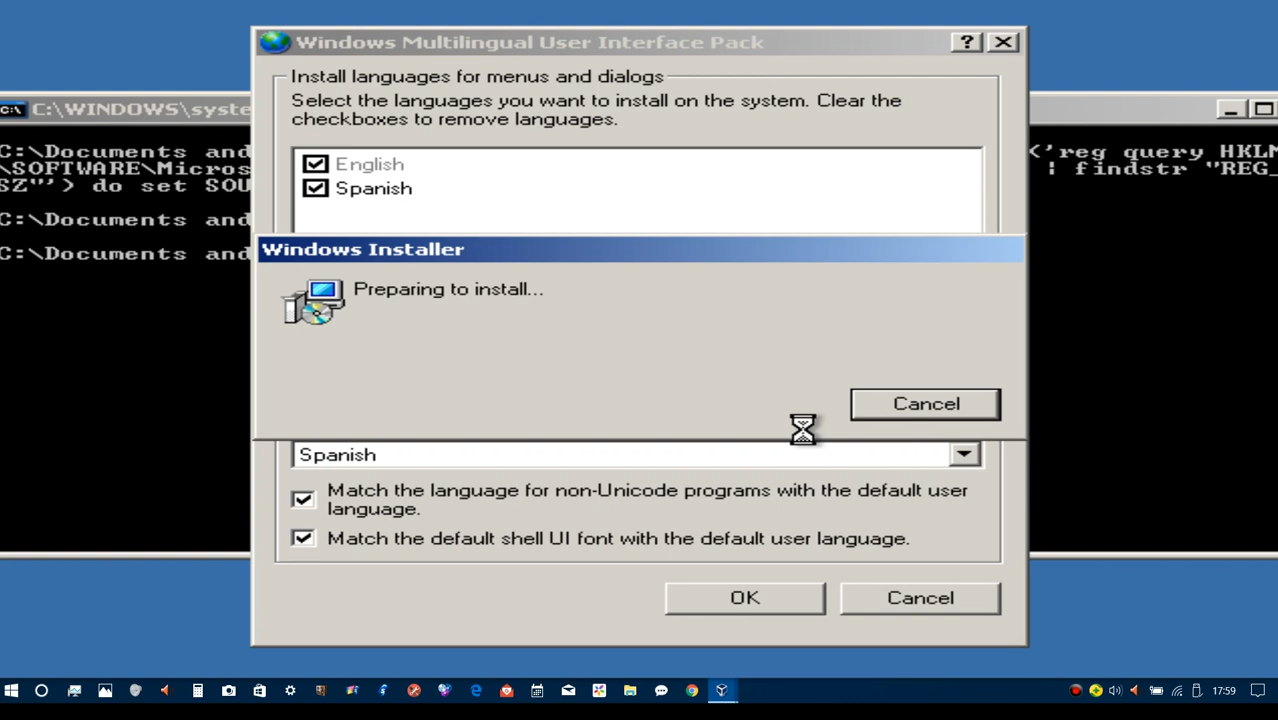 Windows Multilingual User Interface Pack
Install languages for menus and dialogs
Select the languages you want to install on the system. Clear the
checkboxes to remove languages.
English
Spanish
C:\WINDOWS\syste
C:\Documents and
<'reg query HKLM
\SOFTWARE\Micros
| findstr "REG_
SZ"'> do set SOU
C:\Documents and
C:\Documents and
Windows Installer
Preparing to install...
Cancel
Spanish
Match the language for non-Unicode programs with the default user
language.
Match the default shell UI font with the default user language.
OK
Cancel
17:59